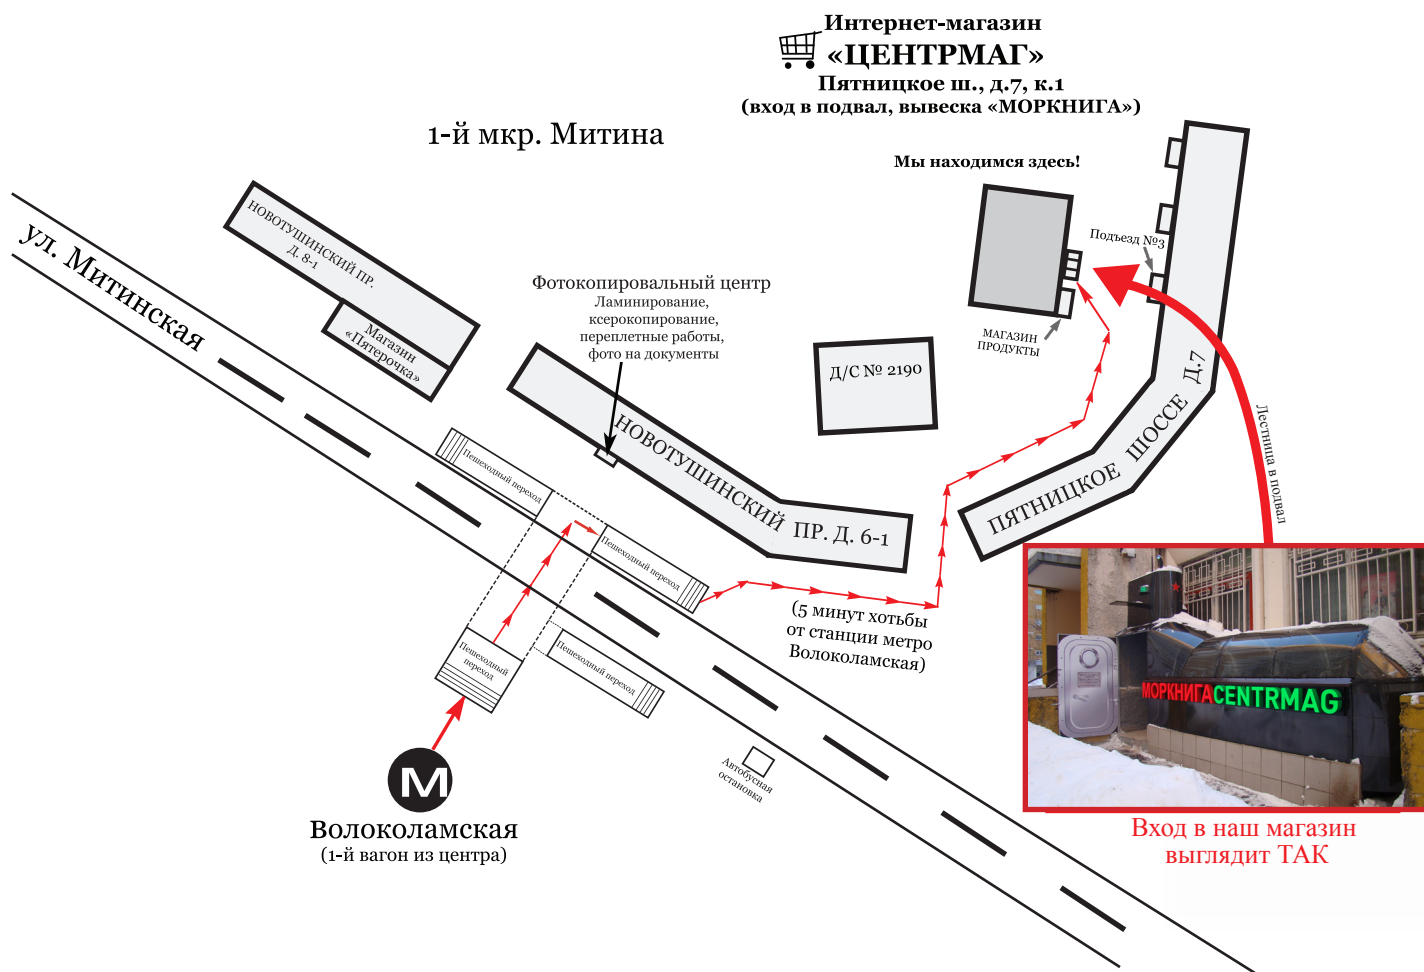 Интернет-магазин
«ЦЕНТРМАГ»
Пятницкое ш., д.7, к.1
(вход в подвал, вывеска «МОРКНИГА»)
1-й мкр. Митина
Мы находимся здесь!
ул. Митинская
НОВОТУШИНСКИЙ ПР.
Д. 8-1
Магазин
«Пятерочка»
Фотокопировальный центр
Ламинирование,
ксерокопирование,
переплетные работы,
фото на документы
Подъезд №3
МАГАЗИН
ПРОДУКТЫ
Д/С № 2190
НОВОТУШИНСКИЙ ПР. Д. 6-1
ПЯТНИЦКОЕ ШОССЕ Д.7
Лестница в подвал
Пешеходный переход
Пешеходный переход
Пешеходный
переход
Пешеходный переход
(5 минут хотьбы
от станции метро
Волоколамская)
Автобусная
остановка
М
Волоколамская
(1-й вагон из центра)
МОРКНИГАCENTRMAG
Вход в наш магазин
выглядит ТАК